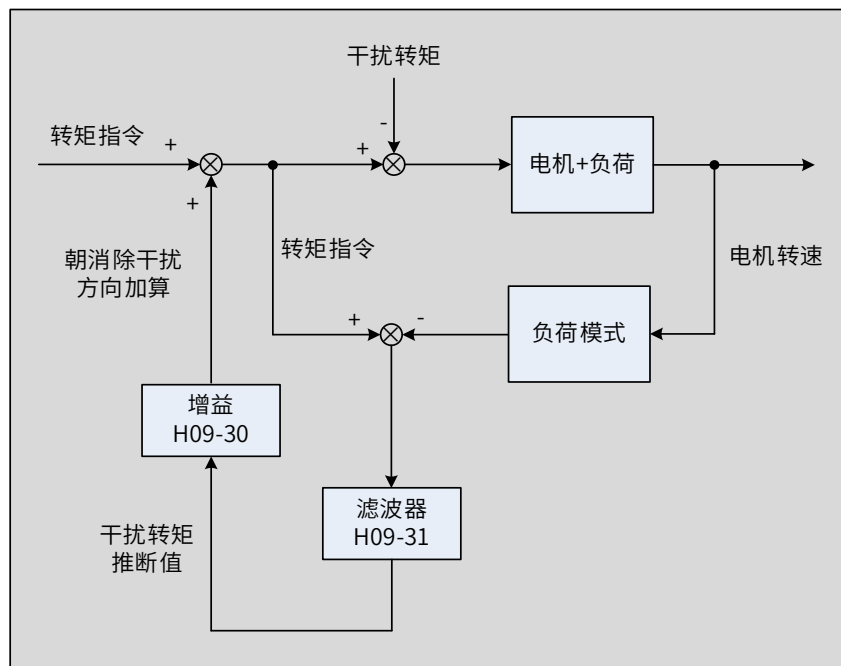 干扰转矩
-
转矩指令
+
+
电机+负荷
+
朝消除干扰
方向加算
转矩指令
电机转速
+
-
负荷模式
增益
H09-30
滤波器
H09-31
干扰转矩
推断值